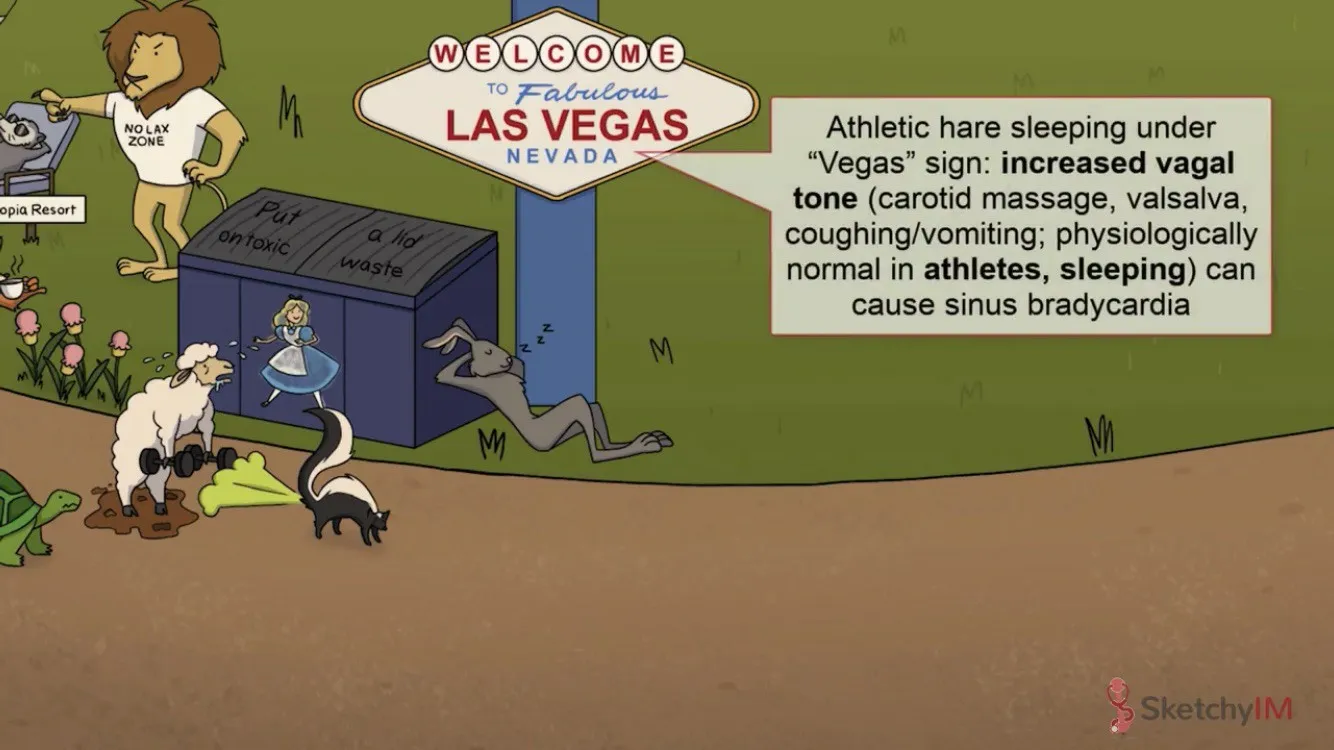 WELCOME
TO Fabulous
LAS VEGAS
NEVADA
NO LAX
ZONE
opia Resort
Put
on toxic
a lid
waste
z z z
Athletic hare sleeping under
“Vegas” sign: increased vagal
tone (carotid massage, valsalva,
coughing/vomiting; physiologically
normal in athletes, sleeping) can
cause sinus bradycardia
SketchyIM